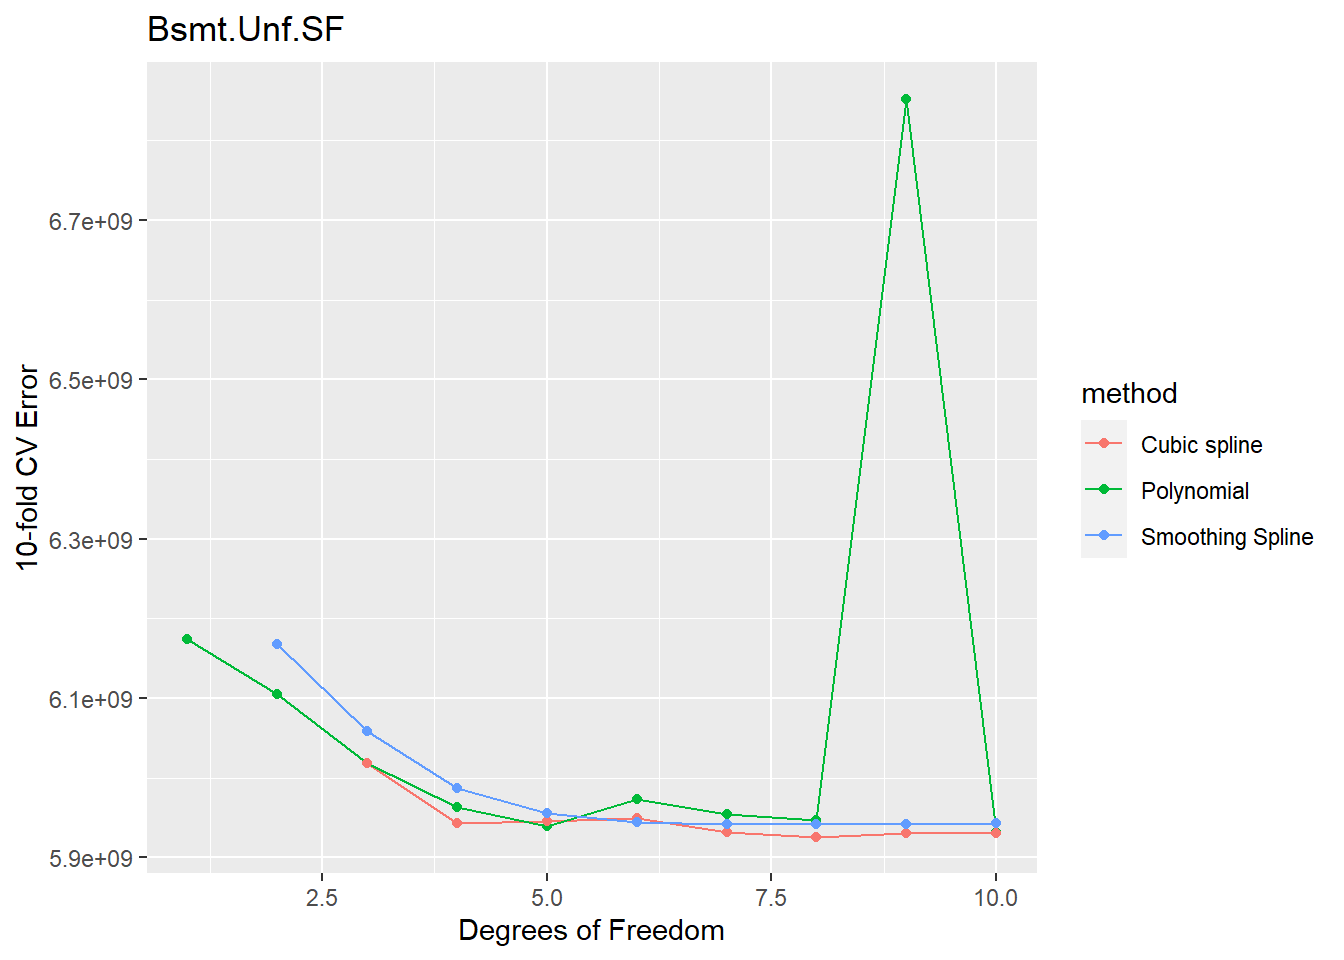 Bsmt.Unf.SF
10-fold CV Error
6.7e+09
6.5e+09
6.3e+09
6.1e+09
5.9e+09
2.5 5.0 7.5 10.0
Degrees of Freedom
method
Cubic spline
Polynomial
Smoothing Spline